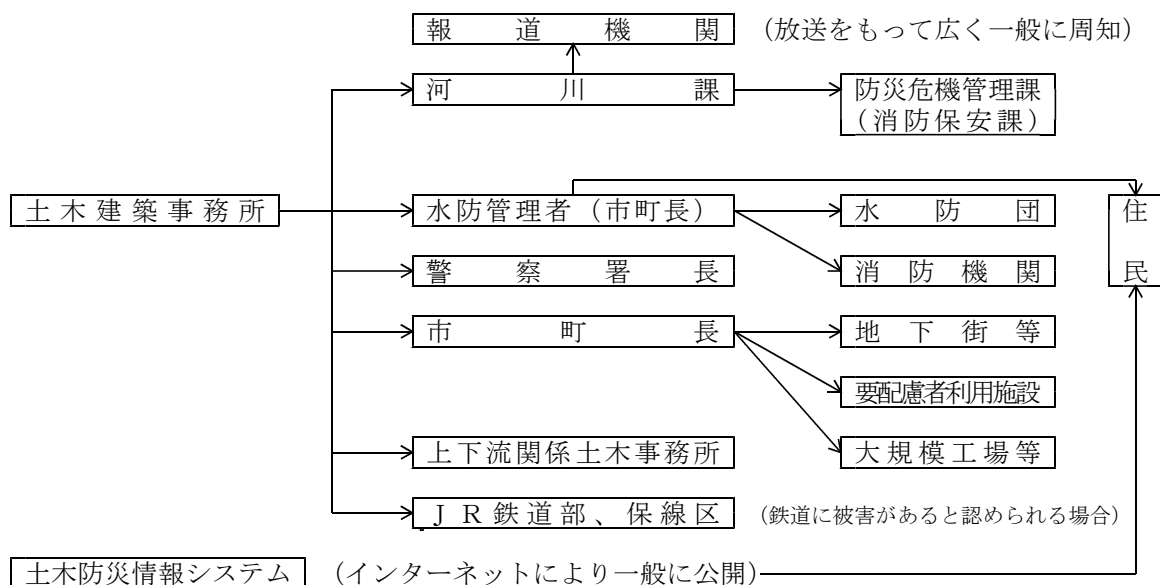 報道機関 (放送をもって広く一般に周知)
河川課 防災危機管理課
(消防保安課)
土木建築事務所 水防管理者(市町長) 水防団 住民
警察署長 消防機関
市町長 地下街等
要配慮者利用施設
上下流関係土木事務所 大規模工場等
JR鉄道部、保線区 (鉄道に被害があると認められる場合)
土木防災情報システム (インターネットにより一般に公開)